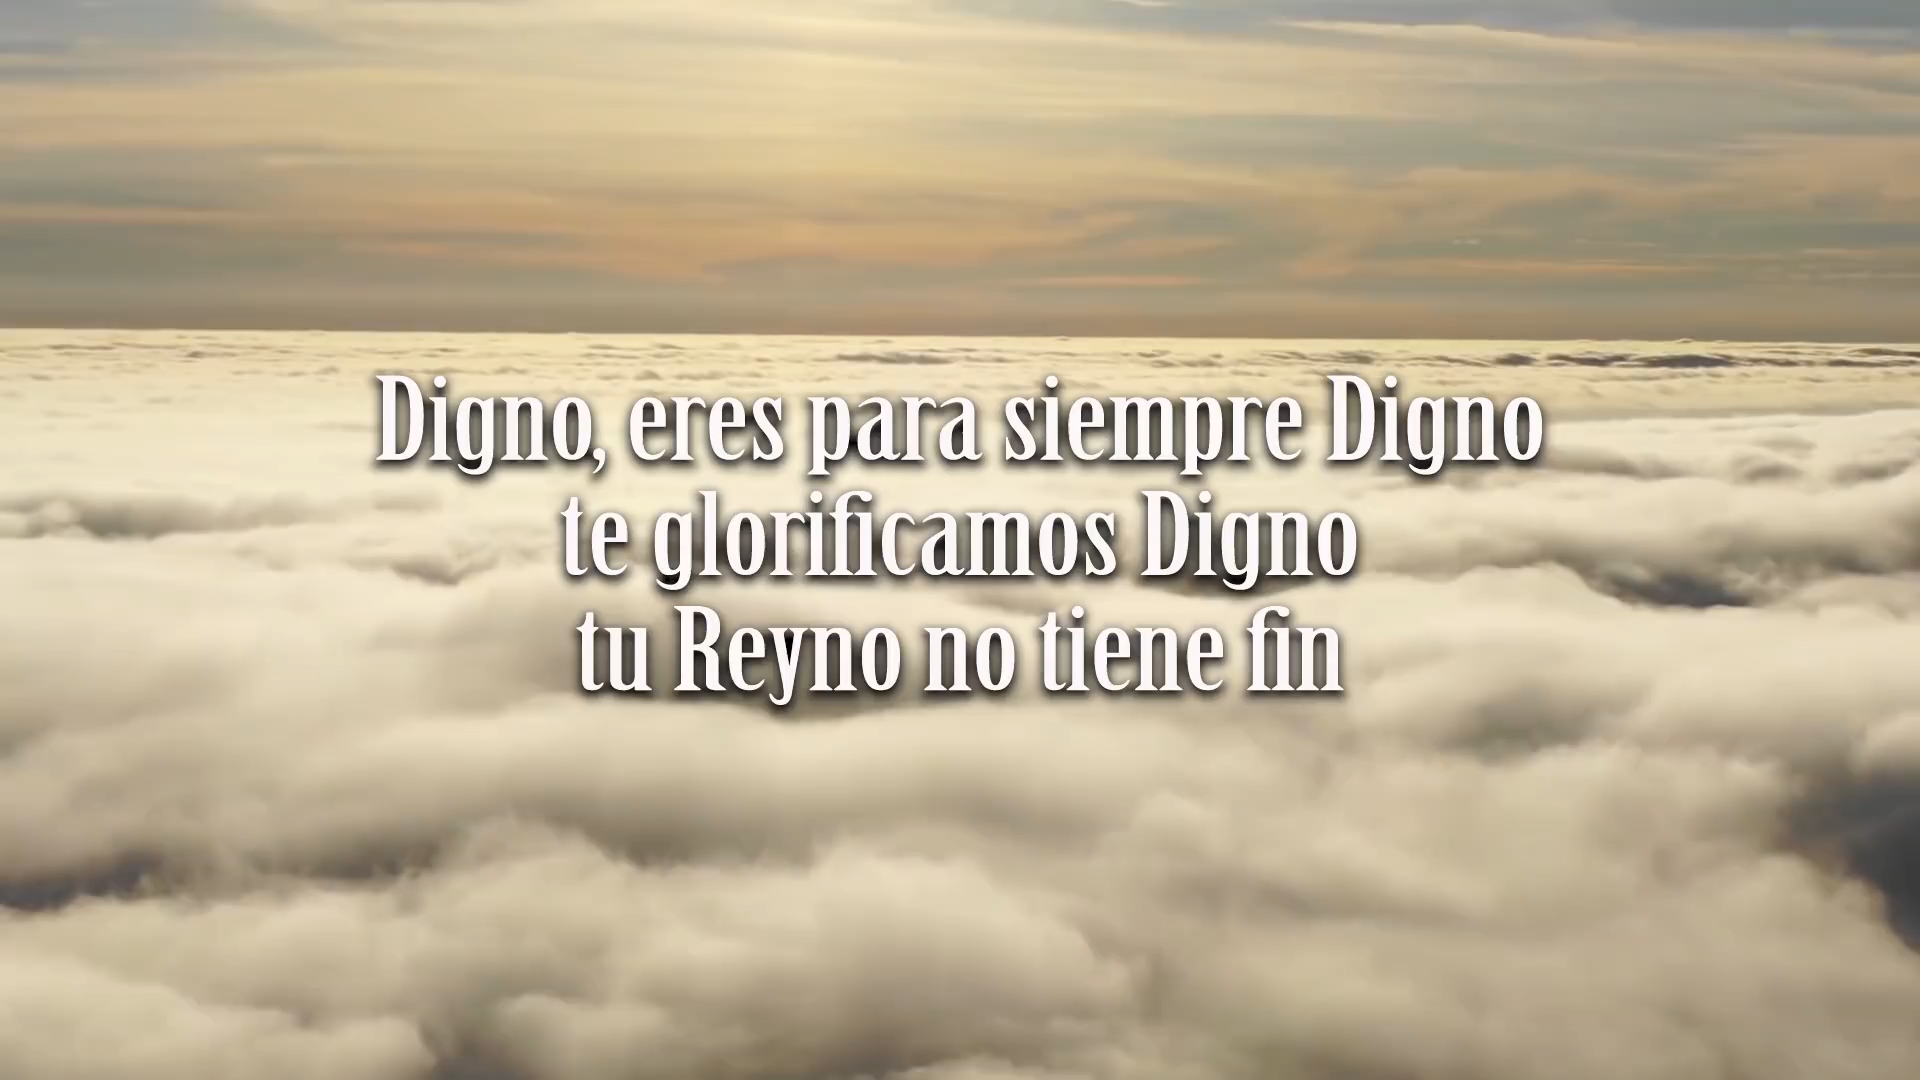 Digno, eres para siempre Digno
te glorificamos Digno
tu Reyno no tiene fin